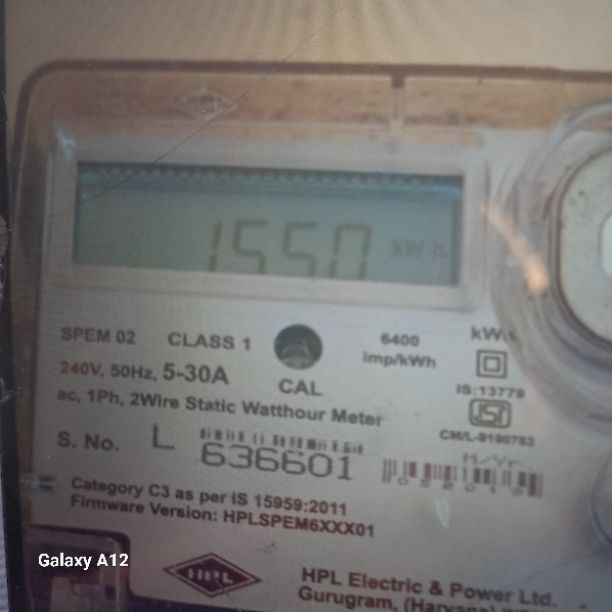 1550 kWh
SPEM 02 CLASS 1 6400 imp/kWh kWh
240V, 50Hz, 5-30A CAL IS:13779
ac, 1Ph, 2Wire Static Watthour Meter
CM/L-9190783
S. No. L 636601 M/Yr.
Category C3 as per IS 15959:2011
Firmware Version: HPLSPEM6XXX01
Galaxy A12
HPL HPL Electric & Power Ltd.
Gurugram,